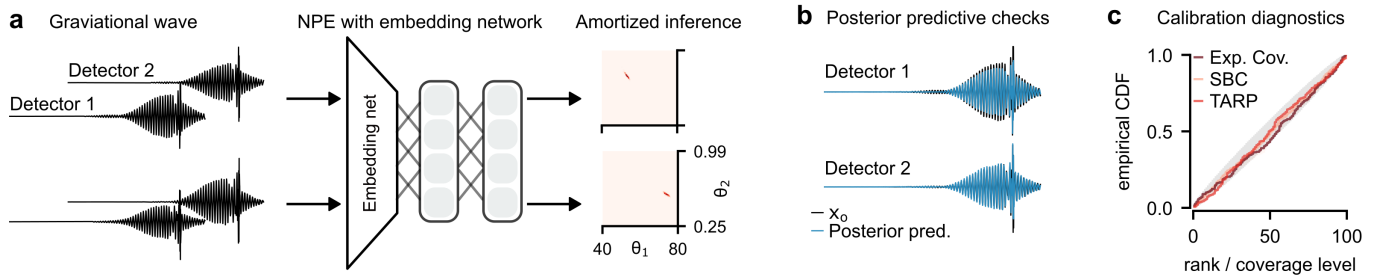 a
Graviational wave
NPE with embedding network
Amortized inference
Detector 2
Detector 1
Embedding net
0.99
θ2
0.25
40
θ1
80
b
Posterior predictive checks
Detector 1
Detector 2
xo
Posterior pred.
c
Calibration diagnostics
1.0
Exp. Cov.
SBC
TARP
empirical CDF
0.5
0.0
0
50
100
rank / coverage level